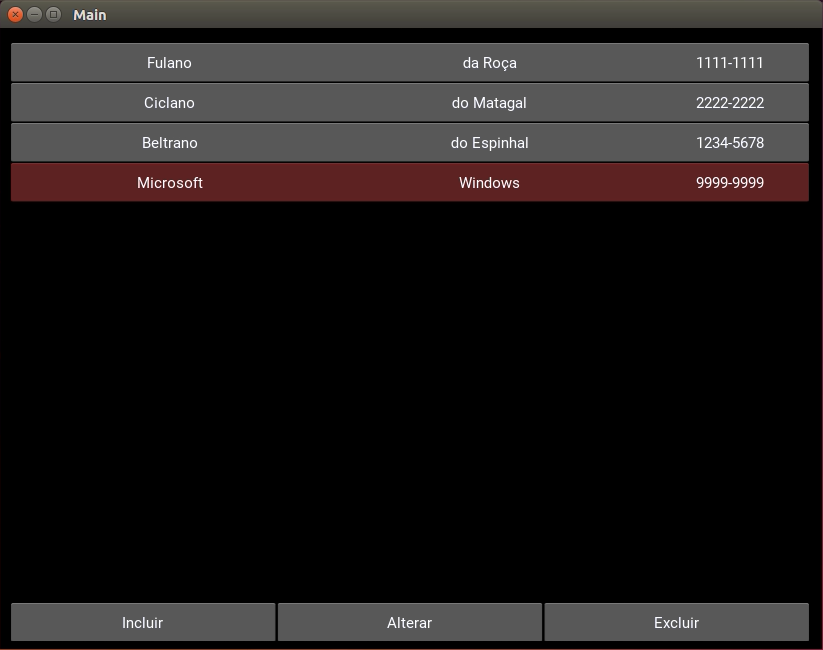 Main
Fulano da Roça 1111-1111
Ciclano do Matagal 2222-2222
Beltrano do Espinhal 1234-5678
Microsoft Windows 9999-9999
Incluir Alterar Excluir